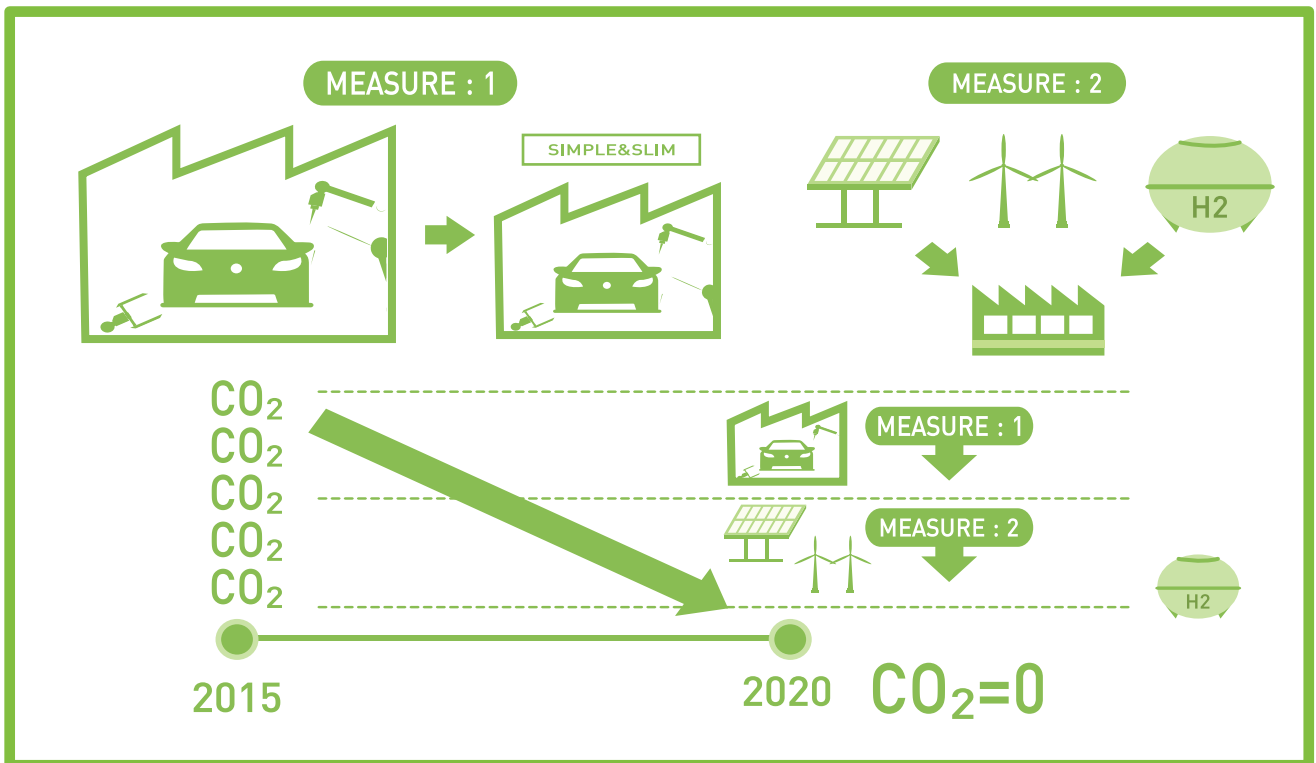 MEASURE : 1
MEASURE : 2
SIMPLE&SLIM
H2
CO₂
CO₂
CO₂
CO₂
CO₂
MEASURE : 1
MEASURE : 2
H2
2015
2020
CO₂=0